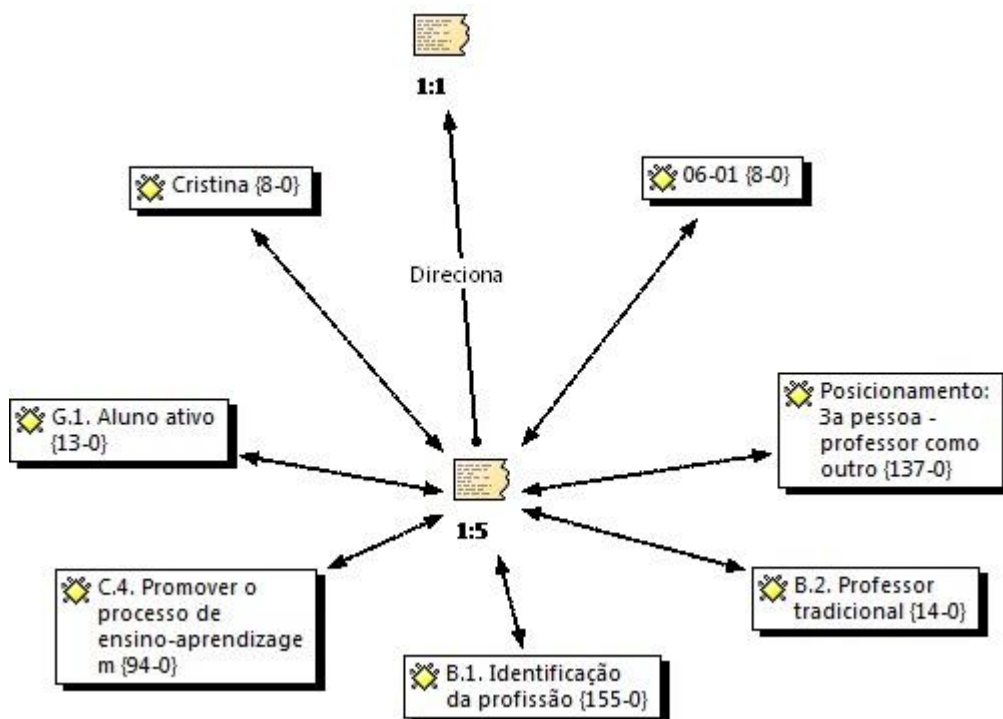 1:1
Cristina {8-0}
06-01 {8-0}
Direciona
G.1. Aluno ativo
{13-0}
Posicionamento:
3a pessoa -
professor como
outro {137-0}
1:5
C.4. Promover o
processo de
ensino-aprendizage
m {94-0}
B.2. Professor
tradicional {14-0}
B.1. Identificação
da profissão {155-0}